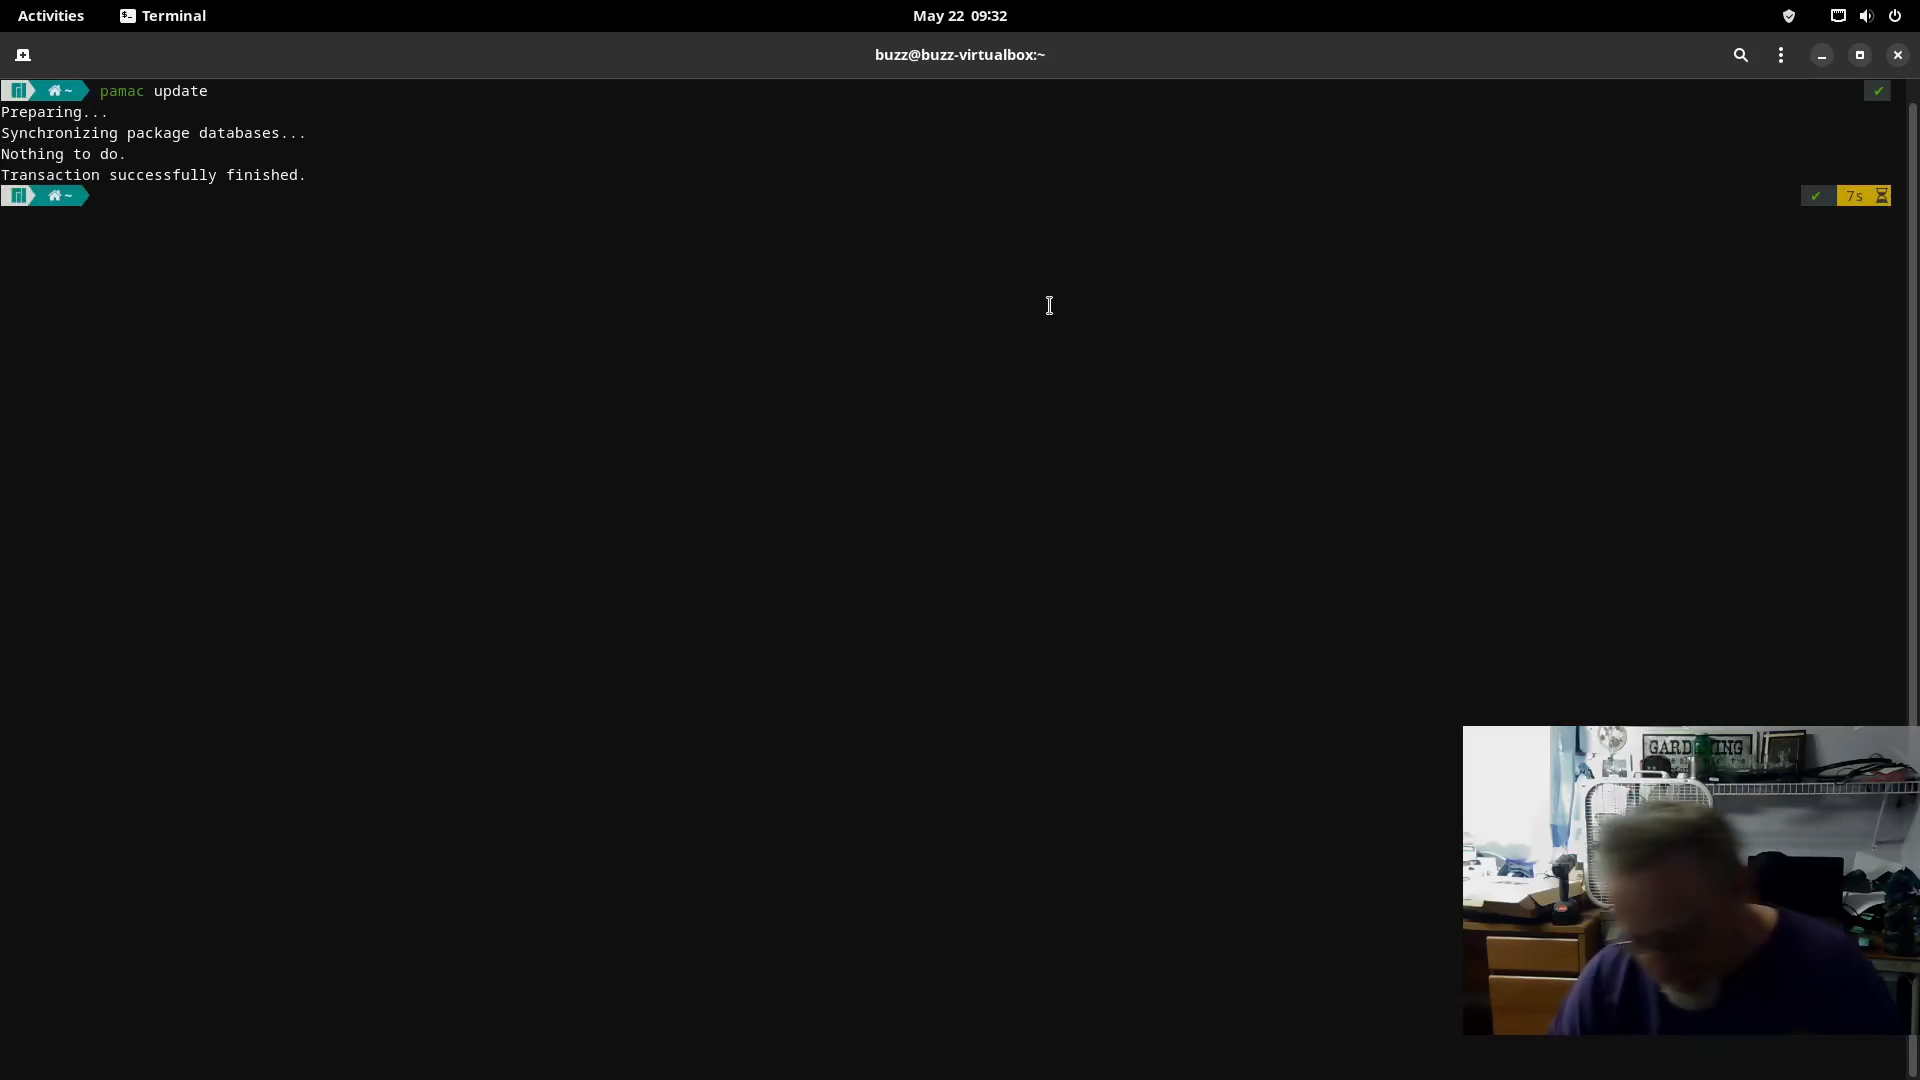 Activities Terminal May 22 09:32
buzz@buzz-virtualbox:~
~ pamac update
Preparing...
Synchronizing package databases...
Nothing to do.
Transaction successfully finished.
~ 7s
GARDENING